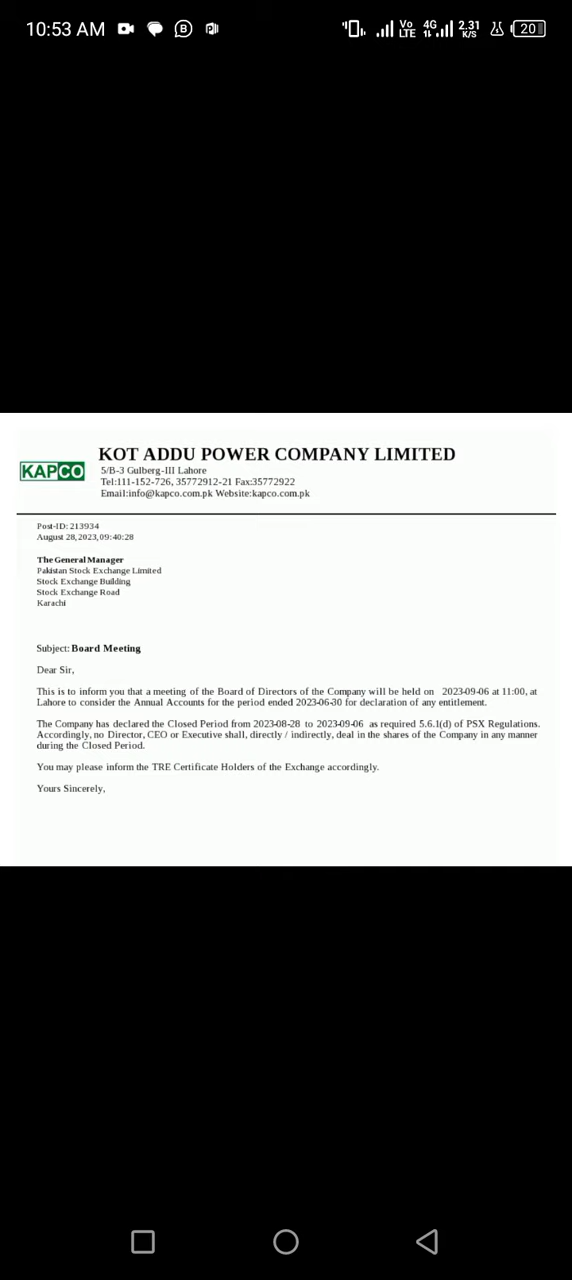 10:53 AM
Vo LTE 4G 2.31 K/S 20
KAPCO
KOT ADDU POWER COMPANY LIMITED
5/B-3 Gulberg-III Lahore
Tel:111-152-726, 35772912-21 Fax:35772922
Email:info@kapco.com.pk Website:kapco.com.pk
Post-ID: 213934
August 28,2023,09:40:28
The General Manager
Pakistan Stock Exchange Limited
Stock Exchange Building
Stock Exchange Road
Karachi
Subject: Board Meeting
Dear Sir,
This is to inform you that a meeting of the Board of Directors of the Company will be held on 2023-09-06 at 11:00, at
Lahore to consider the Annual Accounts for the period ended 2023-06-30 for declaration of any entitlement.
The Company has declared the Closed Period from 2023-08-28 to 2023-09-06 as required 5.6.1(d) of PSX Regulations.
Accordingly, no Director, CEO or Executive shall, directly / indirectly, deal in the shares of the Company in any manner
during the Closed Period.
You may please inform the TRE Certificate Holders of the Exchange accordingly.
Yours Sincerely,